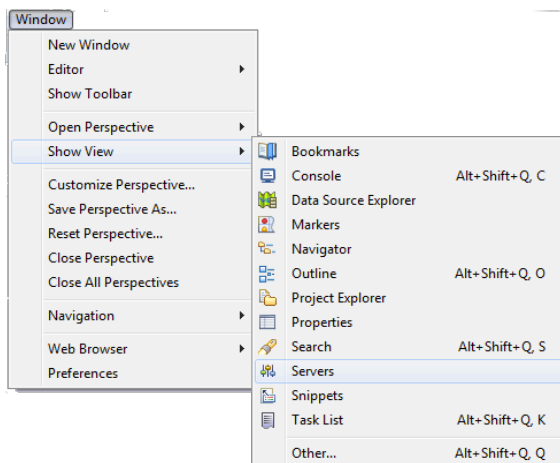 Window
New Window
Editor
Show Toolbar
Open Perspective
Show View
Customize Perspective...
Save Perspective As...
Reset Perspective...
Close Perspective
Close All Perspectives
Navigation
Web Browser
Preferences
Bookmarks
Console Alt+Shift+Q, C
Data Source Explorer
Markers
Navigator
Outline Alt+Shift+Q, O
Project Explorer
Properties
Search Alt+Shift+Q, S
Servers
Snippets
Task List Alt+Shift+Q, K
Other... Alt+Shift+Q, Q